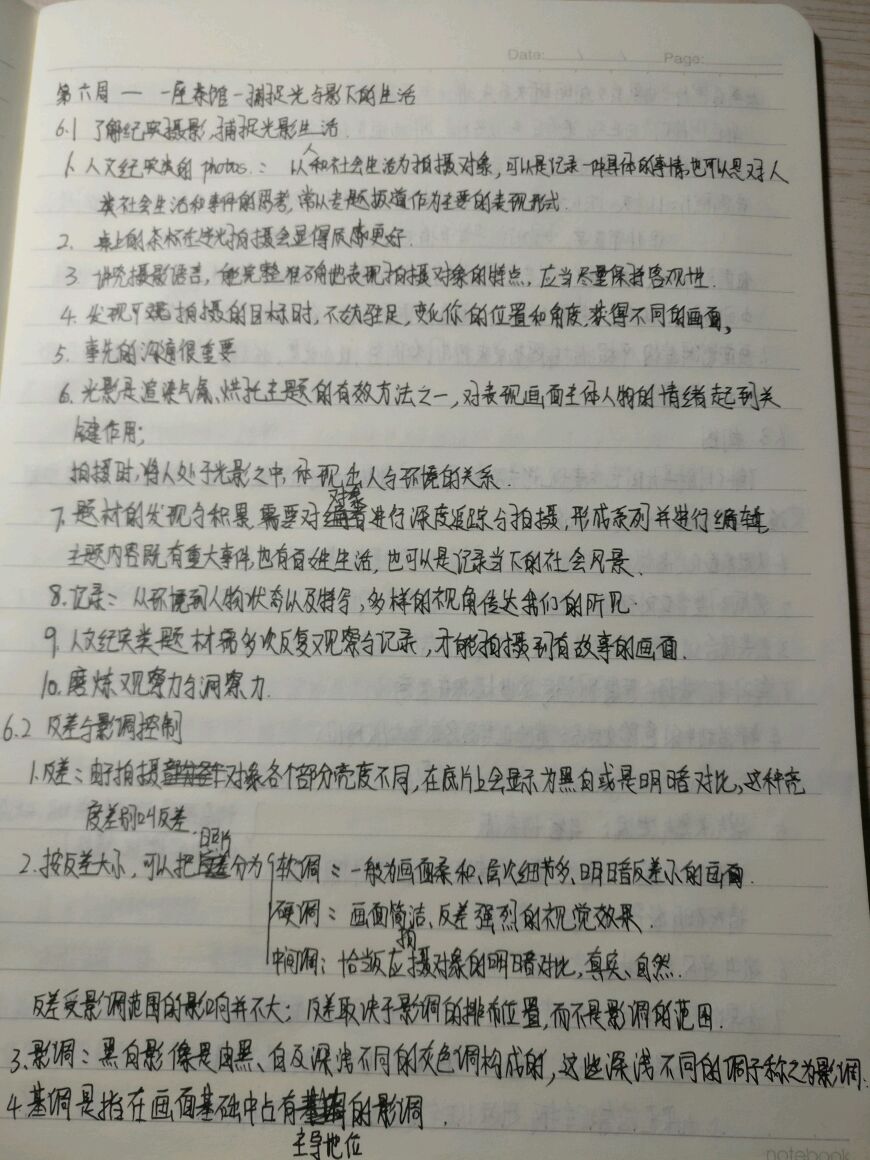 Date: / / Page:
第六周 — 一座茶馆-捕捉光与影下的生活
6.1 了解纪实摄影,捕捉光影生活
1. 人文纪实类的 photos.: 以人和社会生活为拍摄对象,可以是记录一件具体的事情,也可以是对人
类社会生活和事件的思考,常以专题报道作为主要的表现形式.
2. 桌上的茶杯在逆光拍摄会显得质感更好.
3 讲究摄影语言,能完整准确地表现拍摄对象的特点,应当尽量保持客观性.
4. 发现可拍摄的目标时,不妨驻足,变化你的位置和角度,获得不同的画面。
5. 事先的沟通很重要
6. 光影是渲染气氛、烘托主题的有效方法之一,对表现画面主体人物的情绪起到关
键作用;
拍摄时,将人处于光影之中,体现出人与环境的关系.
7. 题材的发现与积累,需要对对象进行深度追踪与拍摄,形成系列并进行编辑
主题内容既有重大事件,也有百姓生活,也可以是记录当下的社会风景.
8. 记录: 从环境到人物状态以及特写,多样的视角传达我们的所见.
9. 人文纪实类题材需多次反复观察与记录,才能拍摄到有故事的画面.
10. 磨炼观察力与洞察力.
6.2 反差与影调控制
1. 反差: 由于拍摄对象各个部分亮度不同,在底片上会显示为黑白或是明暗对比,这种亮
度差别叫反差.
2. 按反差大小,可以把照片分为 软调: 一般为画面柔和、层次细节多、明暗反差小的画面.
硬调: 画面简洁、反差强烈的视觉效果.
中间调: 恰当反应拍摄对象的明暗对比,真实、自然.
反差受影调范围的影响并不大; 反差取决于影调的排布位置,而不是影调的范围.
3. 影调: 黑白影像是由黑、白及深浅不同的灰色调构成的,这些深浅不同的调子称之为影调.
4. 基调是指在画面基础中占有主导地位的影调.
notebook